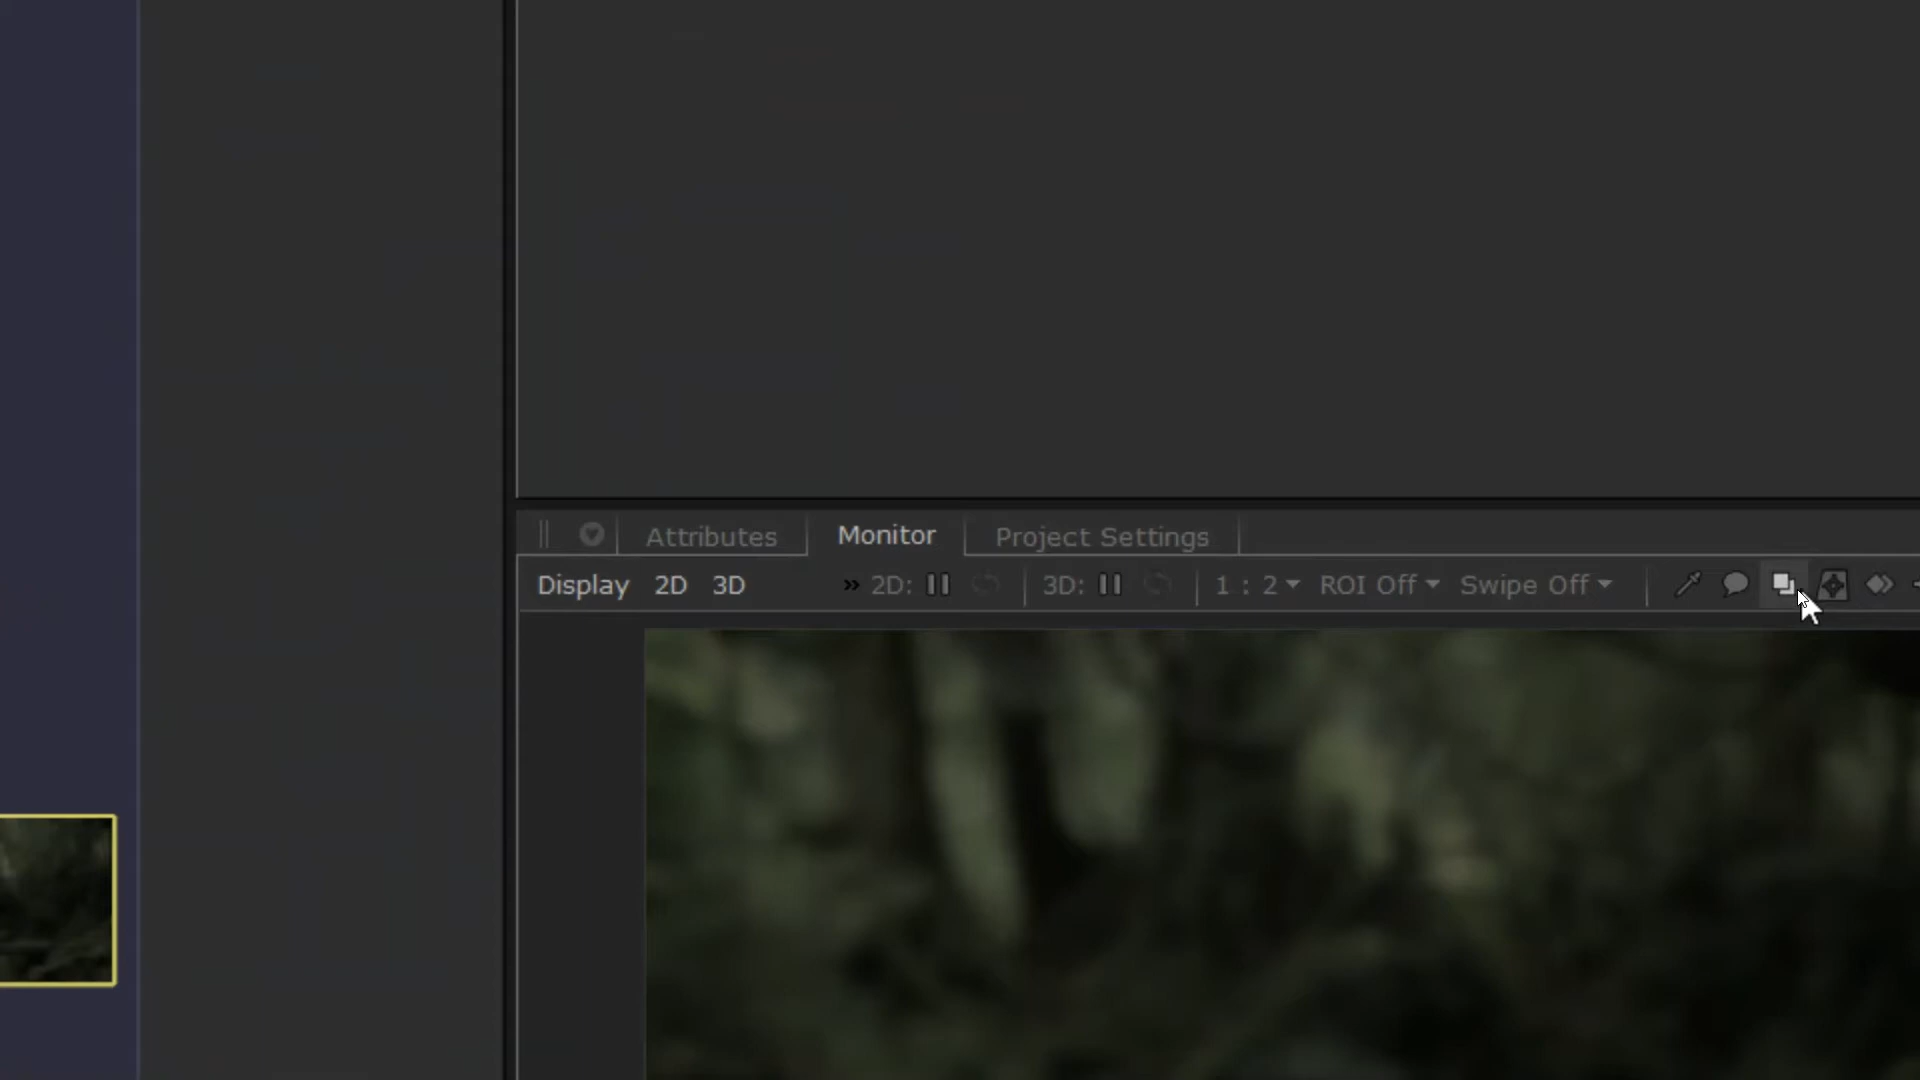 Attributes Monitor Project Settings
Display 2D 3D » 2D: 3D: 1 : 2 ROI Off Swipe Off